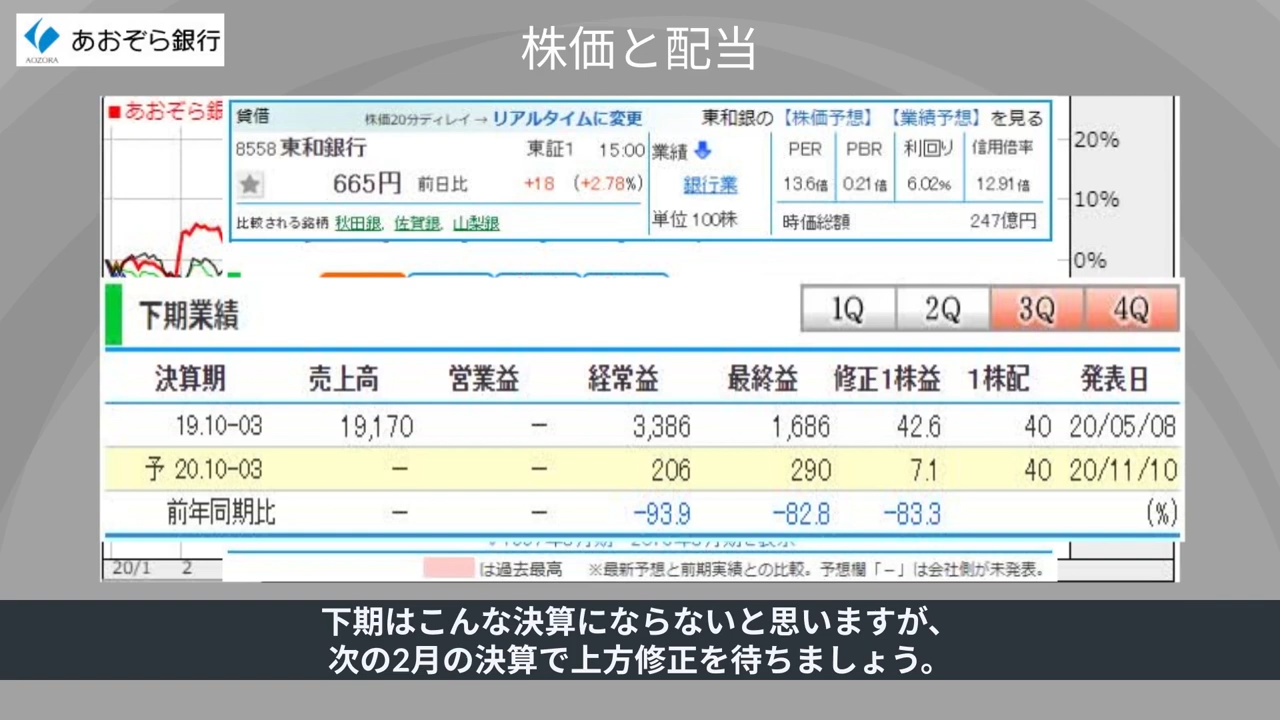 あおぞら銀行
AOZORA
株価と配当
■あおぞら銀
貸借 株価20分ディレイ → リアルタイムに変更 東和銀の 【株価予想】 【業績予想】 を見る
8558 東和銀行 東証1 15:00 業績 PER PBR 利回り 信用倍率
665円 前日比 +18 (+2.78%) 銀行業 13.6倍 0.21倍 6.02% 12.91倍
比較される銘柄 秋田銀, 佐賀銀, 山梨銀 単位 100株 時価総額 247億円
20%
10%
0%
下期業績 1Q 2Q 3Q 4Q
決算期 売上高 営業益 経常益 最終益 修正1株益 1株配 発表日
19.10-03 19,170 － 3,386 1,686 42.6 40 20/05/08
予 20.10-03 － － 206 290 7.1 40 20/11/10
前年同期比 － － -93.9 -82.8 -83.3 (%)
20/1 2 は過去最高 ※最新予想と前期実績との比較。予想欄「－」は会社側が未発表。
下期はこんな決算にならないと思いますが、
次の2月の決算で上方修正を待ちましょう。